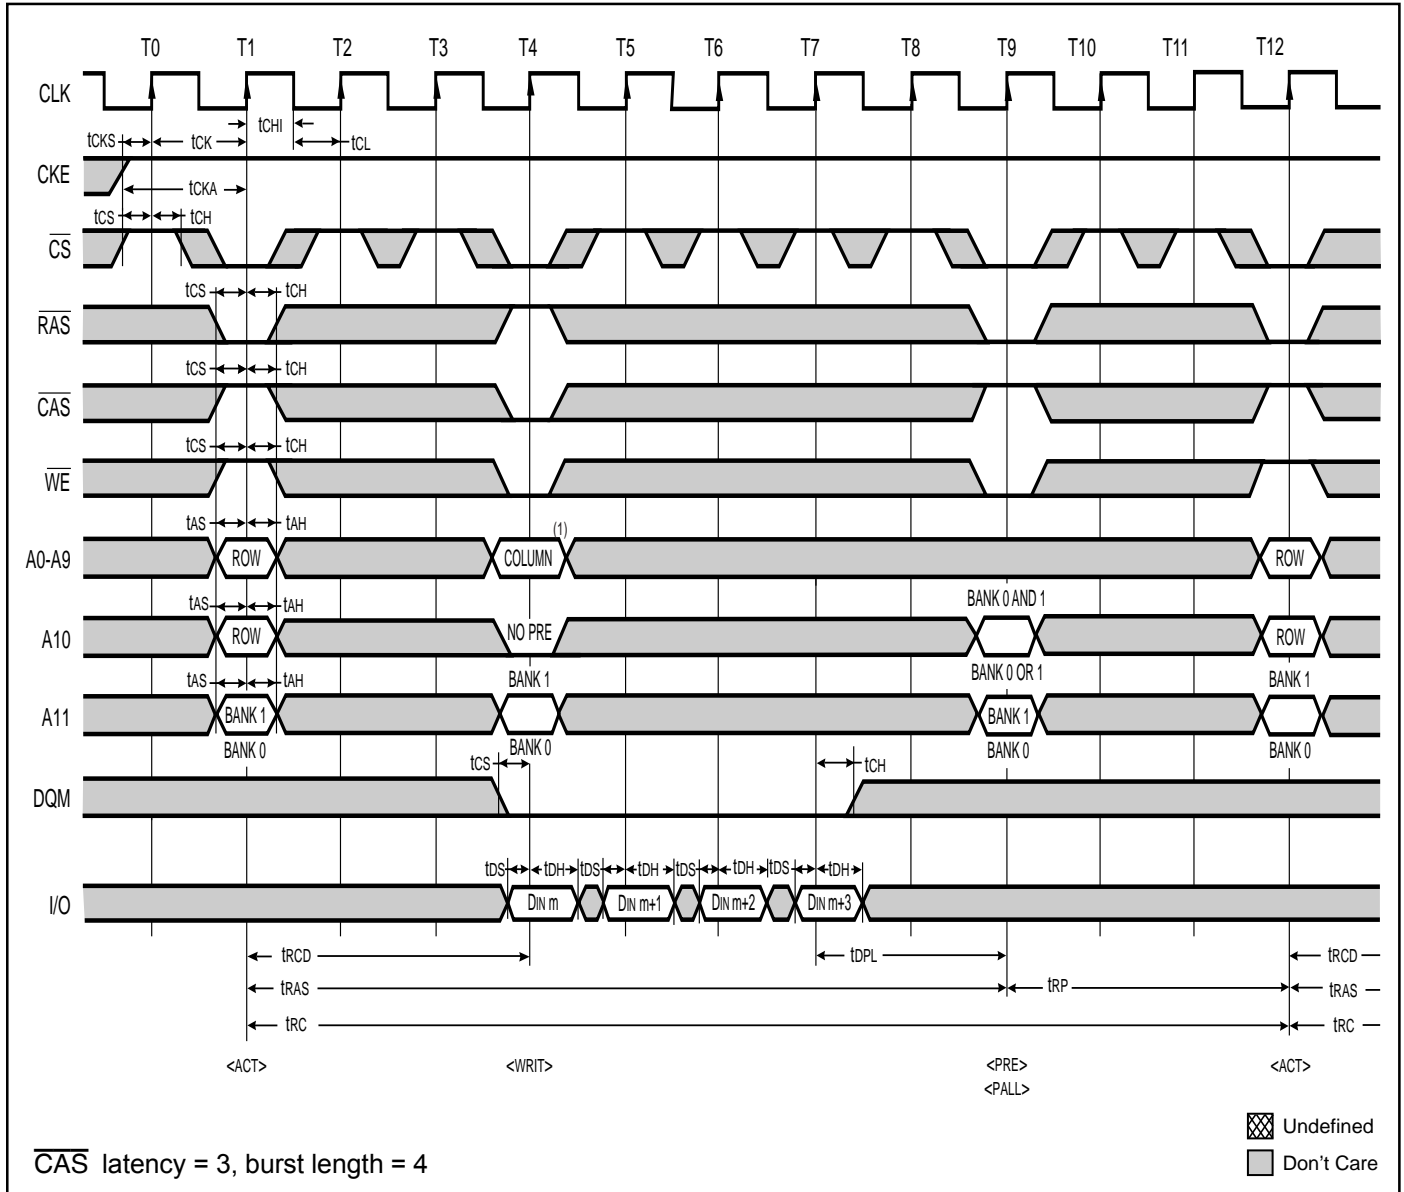 T0 T1 T2 T3 T4 T5 T6 T7 T8 T9 T10 T11 T12
CLK
tCHI
tCKS tCK tCL
CKE
tCKA
tCS tCH
CS
tCS tCH
RAS
tCS tCH
CAS
tCS tCH
WE
tAS tAH (1)
A0-A9 ROW COLUMN ROW
tAS tAH BANK 0 AND 1
A10 ROW NO PRE ROW
tAS tAH BANK 1 BANK 0 OR 1 BANK 1
A11 BANK 1 BANK 1
BANK 0 BANK 0 BANK 0 BANK 0
tCS tCH
DQM
tDS tDH tDS tDH tDS tDH tDS tDH
I/O DIN m DIN m+1 DIN m+2 DIN m+3
tRCD tDPL tRCD
tRAS tRP tRAS
tRC tRC
<ACT> <WRIT> <PRE> <ACT>
<PALL>
Undefined
CAS latency = 3, burst length = 4
Don't Care